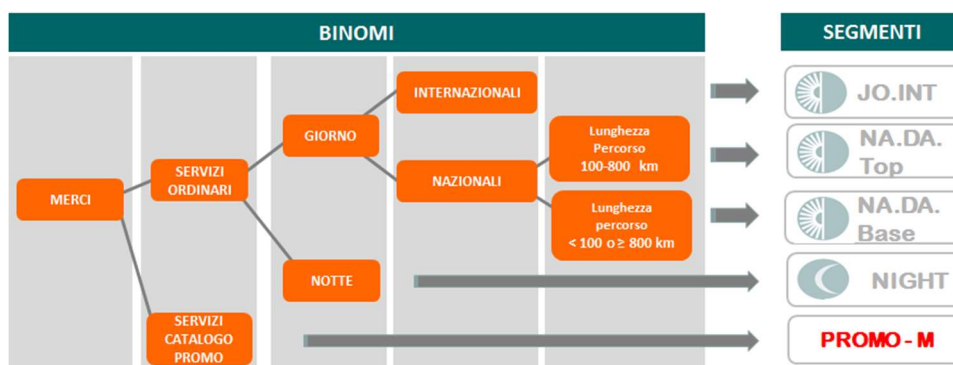 BINOMI
SEGMENTI
INTERNAZIONALI
JO.INT
GIORNO
Lunghezza
Percorso
100-800 km
NA.DA.
Top
SERVIZI
ORDINARI
NAZIONALI
MERCI
Lunghezza
percorso
< 100 o ≥ 800 km
NA.DA.
Base
NOTTE
NIGHT
SERVIZI
CATALOGO
PROMO
PROMO - M